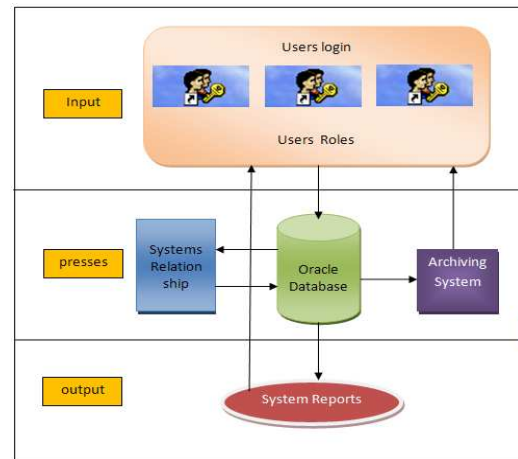 Users login
Input
Users Roles
presses
Systems
Relation
ship
Oracle
Database
Archiving
System
output
System Reports